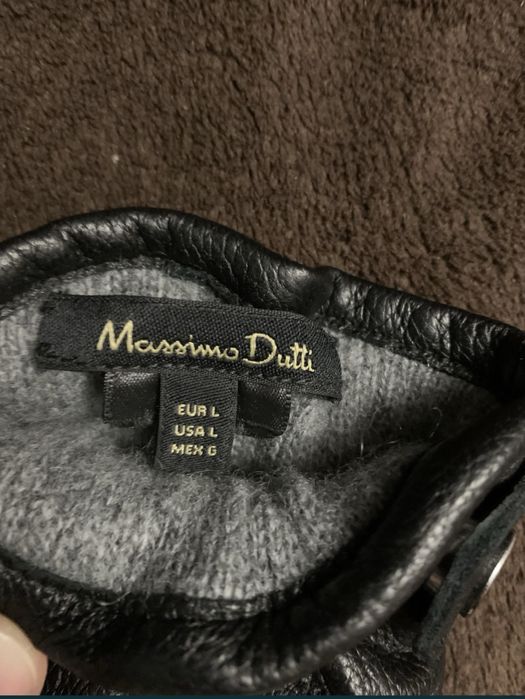 Massimo Dutti
EUR L
USA L
MEX G